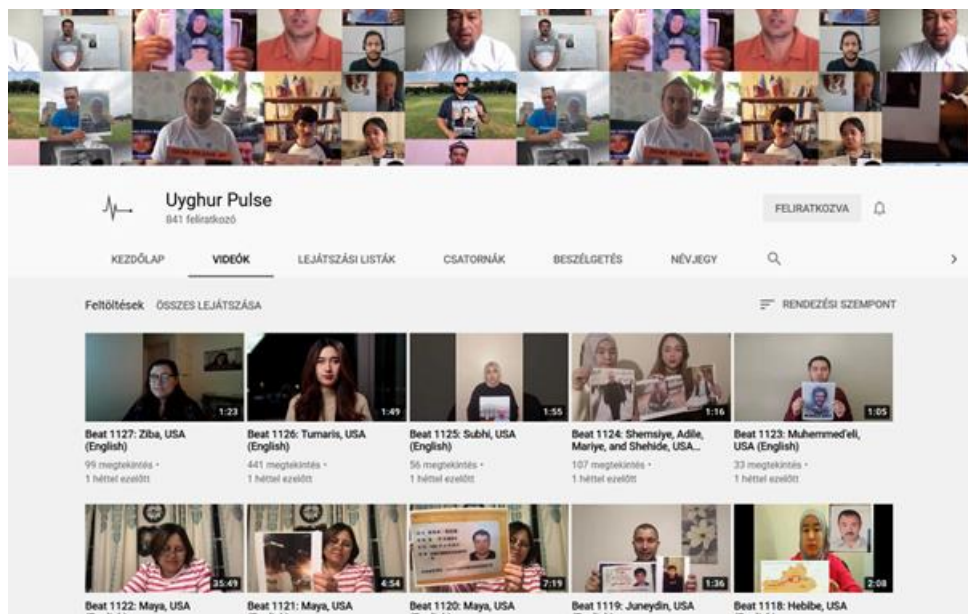 Uyghur Pulse
841 feliratkozó
FELIRATKOZVA
KEZDŐLAP VIDEÓK LEJÁTSZÁSI LISTÁK CSATORNÁK BESZÉLGETÉS NÉVJEGY
Feltöltések ÖSSZES LEJÁTSZÁSA RENDEZÉSI SZEMPONT
1:23 1:49 1:55 1:16 1:05
Beat 1127: Ziba, USA (English)
99 megtekintés •
1 héttel ezelőtt
Beat 1126: Tumaris, USA (English)
441 megtekintés •
1 héttel ezelőtt
Beat 1125: Subhi, USA (English)
56 megtekintés •
1 héttel ezelőtt
Beat 1124: Shemsiye, Adile,
Mariye, and Shehide, USA...
107 megtekintés •
1 héttel ezelőtt
Beat 1123: Muhemmed'eli,
USA (English)
33 megtekintés •
1 héttel ezelőtt
35:49 4:54 7:19 1:36 2:08
Beat 1122: Maya, USA
Beat 1121: Maya, USA
Beat 1120: Maya, USA
Beat 1119: Juneydin, USA
Beat 1118: Hebibe, USA